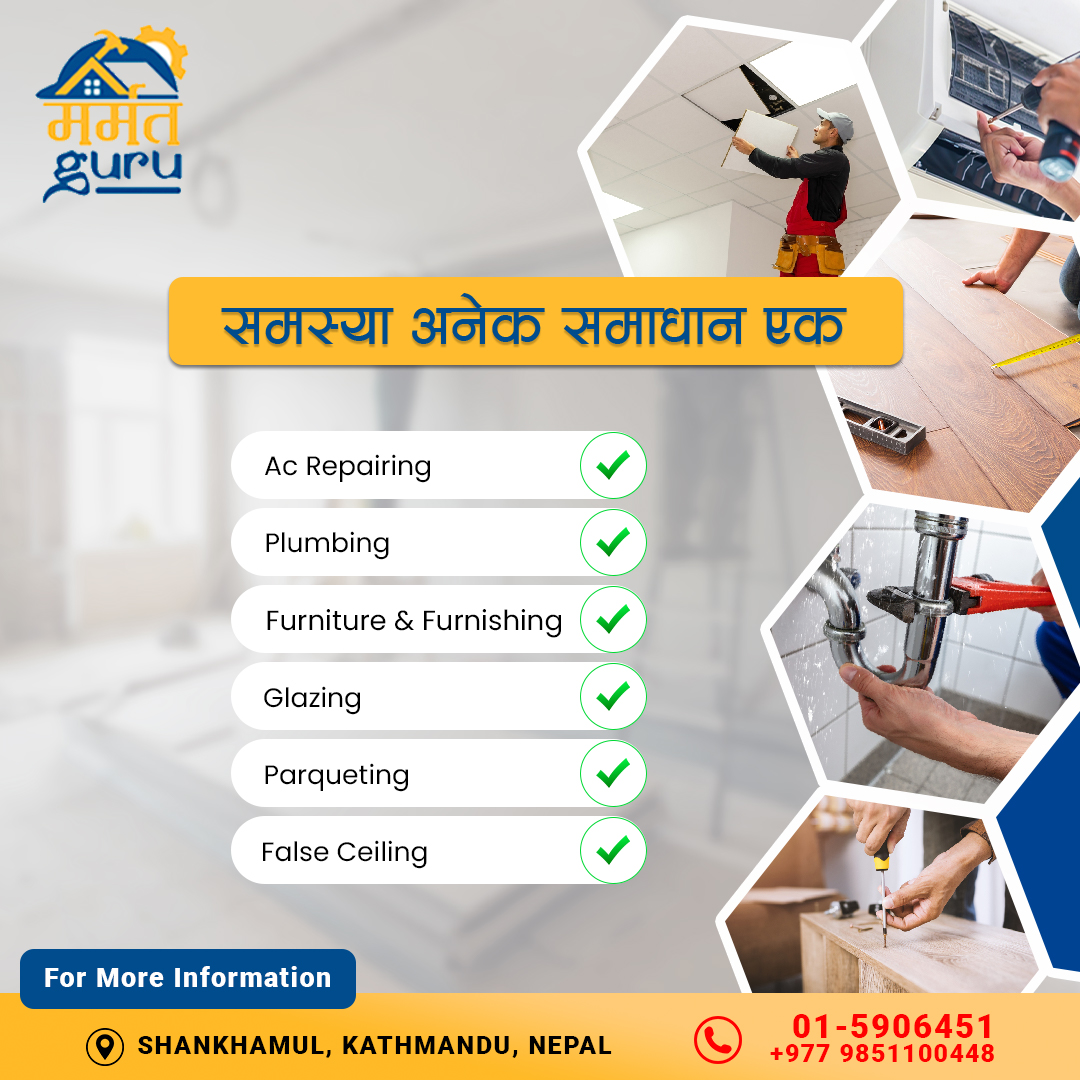 मर्मत
guru
समस्या अनेक समाधान एक
Ac Repairing
Plumbing
Furniture & Furnishing
Glazing
Parqueting
False Ceiling
For More Information
SHANKHAMUL, KATHMANDU, NEPAL
01-5906451
+977 9851100448